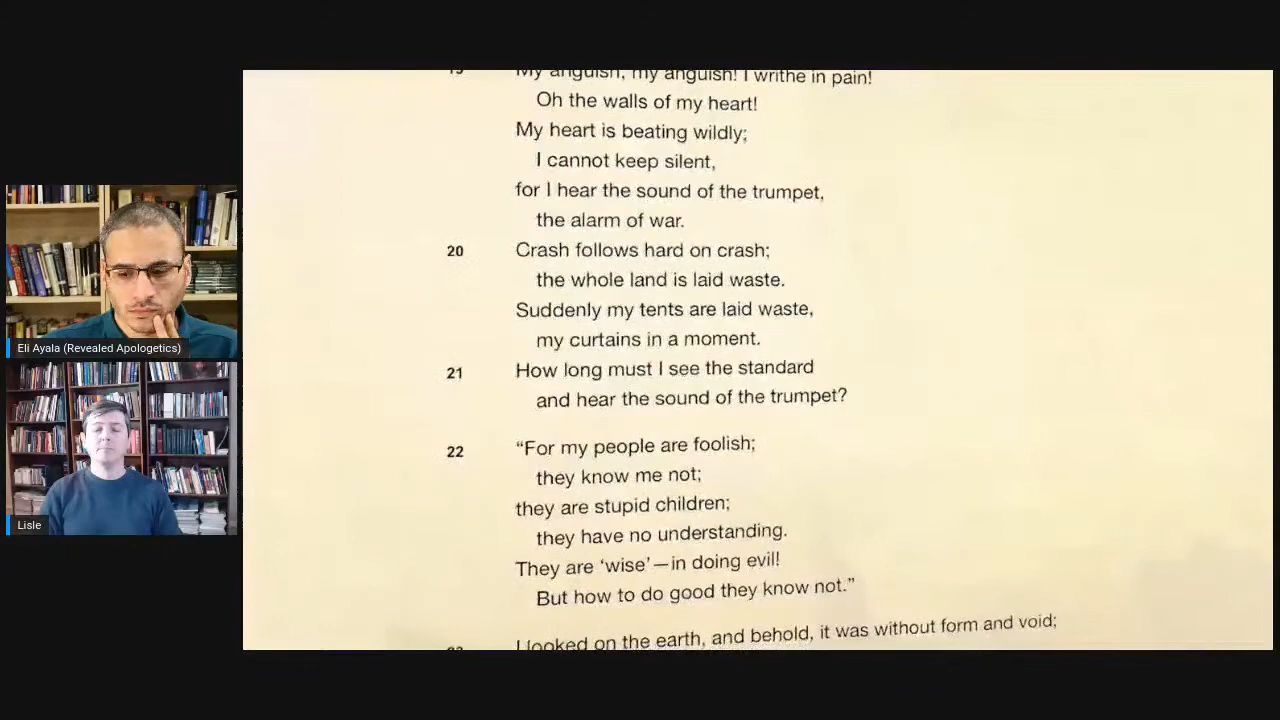 19 My anguish, my anguish! I writhe in pain!
Oh the walls of my heart!
My heart is beating wildly;
I cannot keep silent,
for I hear the sound of the trumpet,
the alarm of war.
20 Crash follows hard on crash;
the whole land is laid waste.
Suddenly my tents are laid waste,
my curtains in a moment.
21 How long must I see the standard
and hear the sound of the trumpet?
22 “For my people are foolish;
they know me not;
they are stupid children;
they have no understanding.
They are ‘wise’—in doing evil!
But how to do good they know not.”
23 I looked on the earth, and behold, it was without form and void;
Eli Ayala (Revealed Apologetics)
Lisle